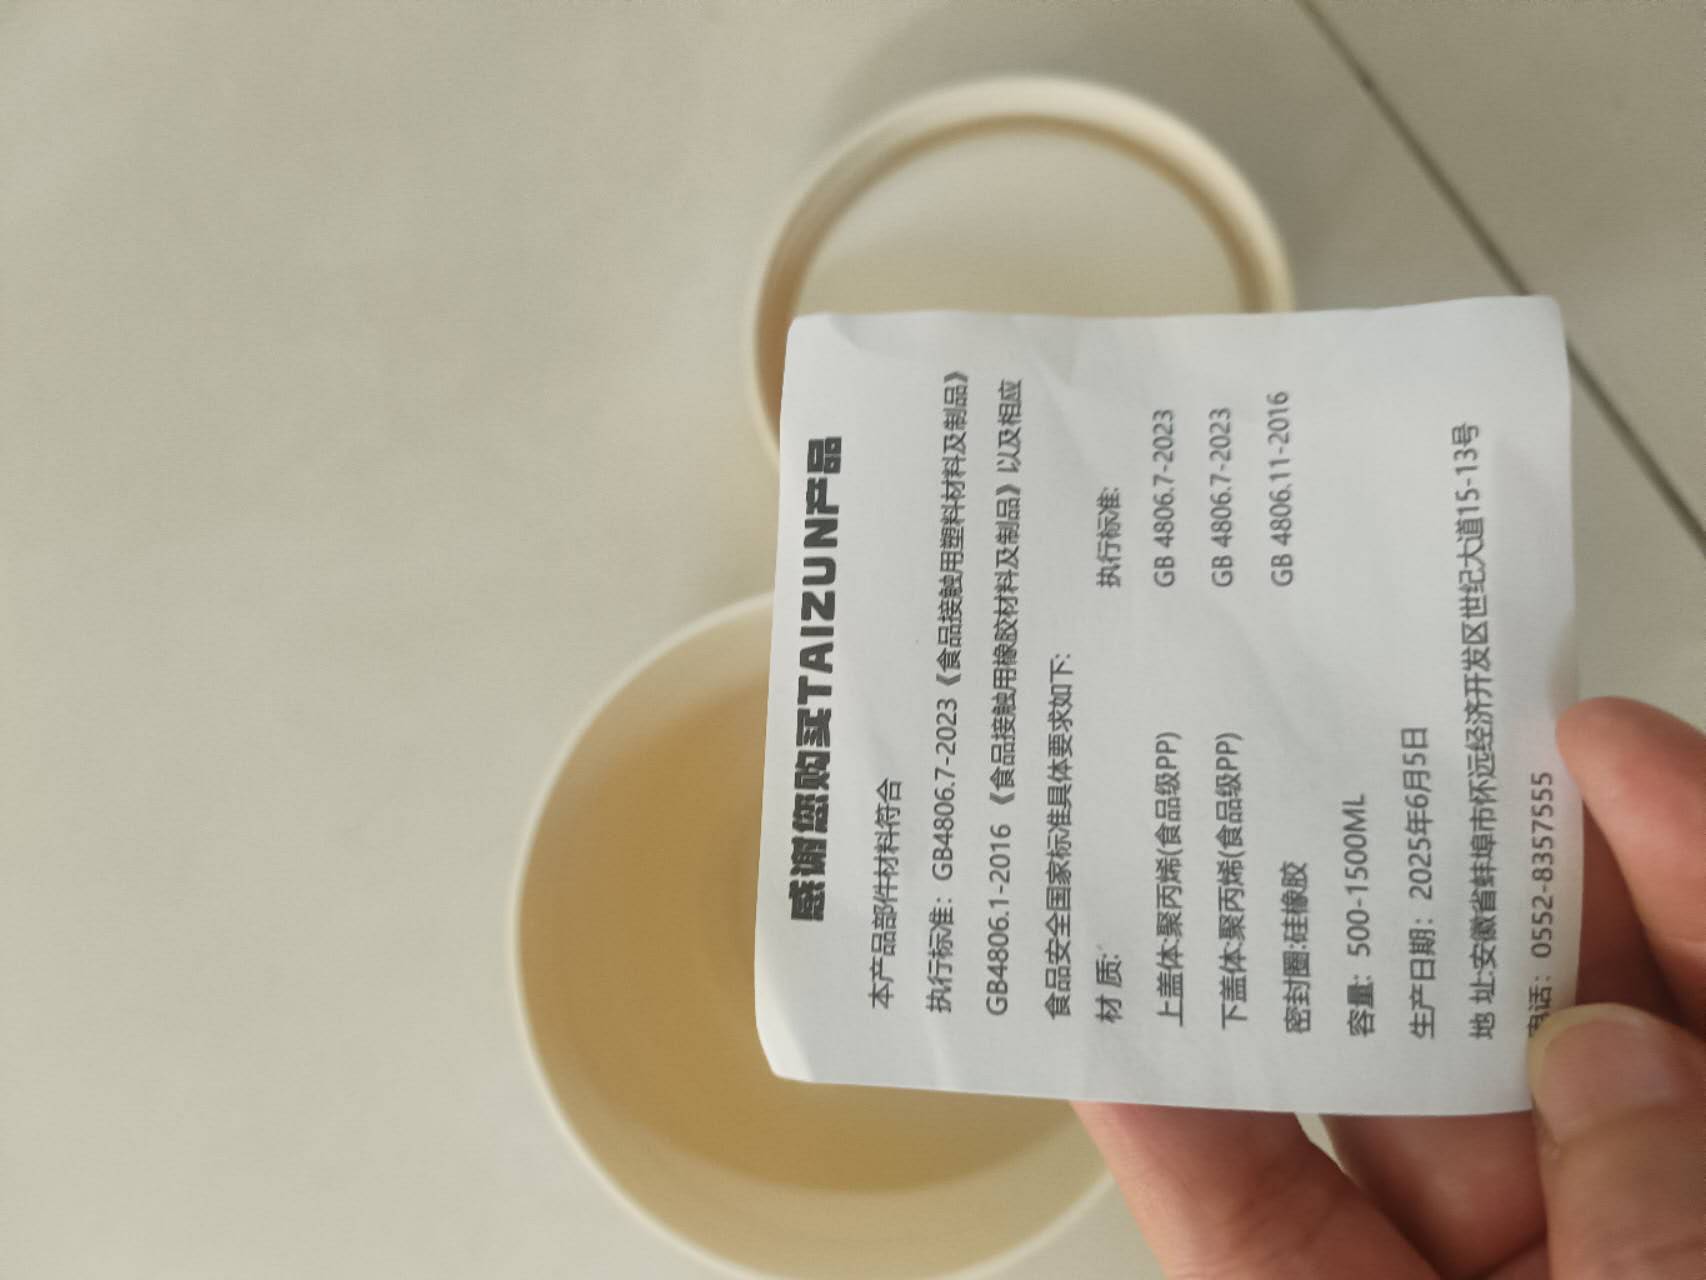 感谢您购买TAIZUN产品
本产品部件材料符合
执行标准：GB4806.7-2023《食品接触用塑料材料及制品》
GB4806.1-2016《食品接触用橡胶材料及制品》以及相应
食品安全国家标准具体要求如下:
材 质: 执行标准:
上盖体:聚丙烯(食品级PP) GB 4806.7-2023
下盖体:聚丙烯(食品级PP) GB 4806.7-2023
密封圈:硅橡胶 GB 4806.11-2016
容量：500-1500ML
生产日期：2025年6月5日
地 址:安徽省蚌埠市怀远经济开发区世纪大道15-13号
电话：0552-8357555